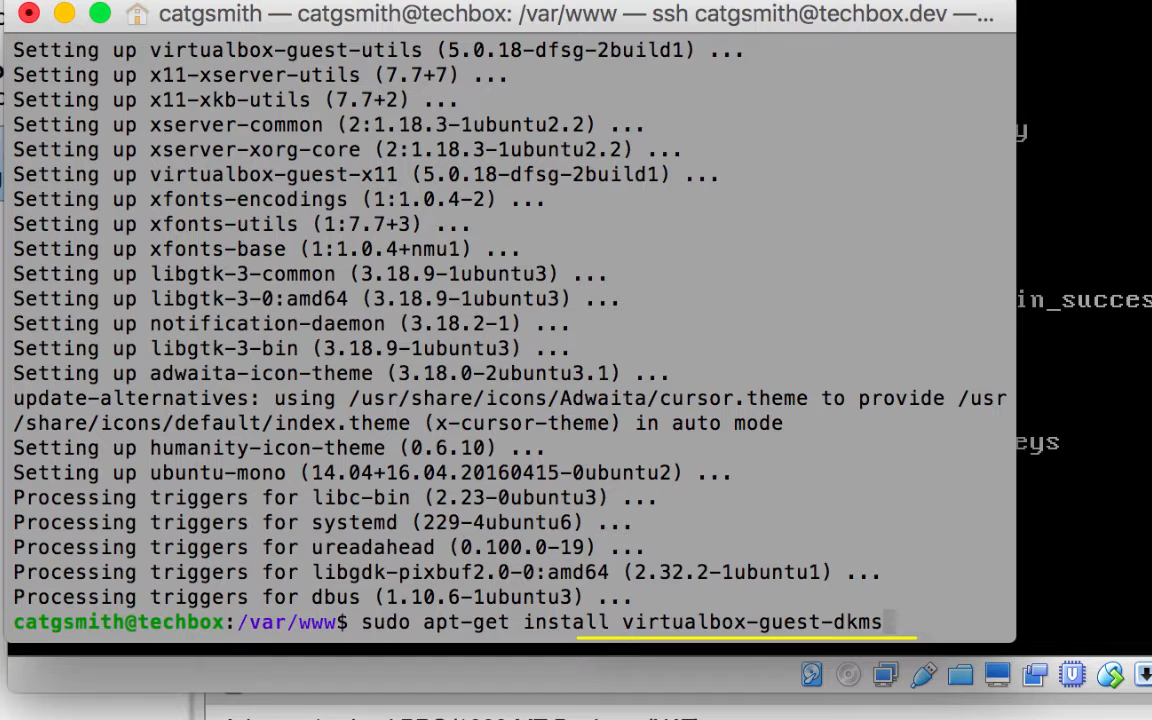 catgsmith — catgsmith@techbox: /var/www — ssh catgsmith@techbox.dev —...
Setting up virtualbox-guest-utils (5.0.18-dfsg-2build1) ...
Setting up x11-xserver-utils (7.7+7) ...
Setting up x11-xkb-utils (7.7+2) ...
Setting up xserver-common (2:1.18.3-1ubuntu2.2) ...
Setting up xserver-xorg-core (2:1.18.3-1ubuntu2.2) ...
Setting up virtualbox-guest-x11 (5.0.18-dfsg-2build1) ...
Setting up xfonts-encodings (1:1.0.4-2) ...
Setting up xfonts-utils (1:7.7+3) ...
Setting up xfonts-base (1:1.0.4+nmu1) ...
Setting up libgtk-3-common (3.18.9-1ubuntu3) ...
Setting up libgtk-3-0:amd64 (3.18.9-1ubuntu3) ...
Setting up notification-daemon (3.18.2-1) ...
Setting up libgtk-3-bin (3.18.9-1ubuntu3) ...
Setting up adwaita-icon-theme (3.18.0-2ubuntu3.1) ...
update-alternatives: using /usr/share/icons/Adwaita/cursor.theme to provide /usr
/share/icons/default/index.theme (x-cursor-theme) in auto mode
Setting up humanity-icon-theme (0.6.10) ...
Setting up ubuntu-mono (14.04+16.04.20160415-0ubuntu2) ...
Processing triggers for libc-bin (2.23-0ubuntu3) ...
Processing triggers for systemd (229-4ubuntu6) ...
Processing triggers for ureadahead (0.100.0-19) ...
Processing triggers for libgdk-pixbuf2.0-0:amd64 (2.32.2-1ubuntu1) ...
Processing triggers for dbus (1.10.6-1ubuntu3) ...
catgsmith@techbox:/var/www$ sudo apt-get install virtualbox-guest-dkms
y
in_succes
eys